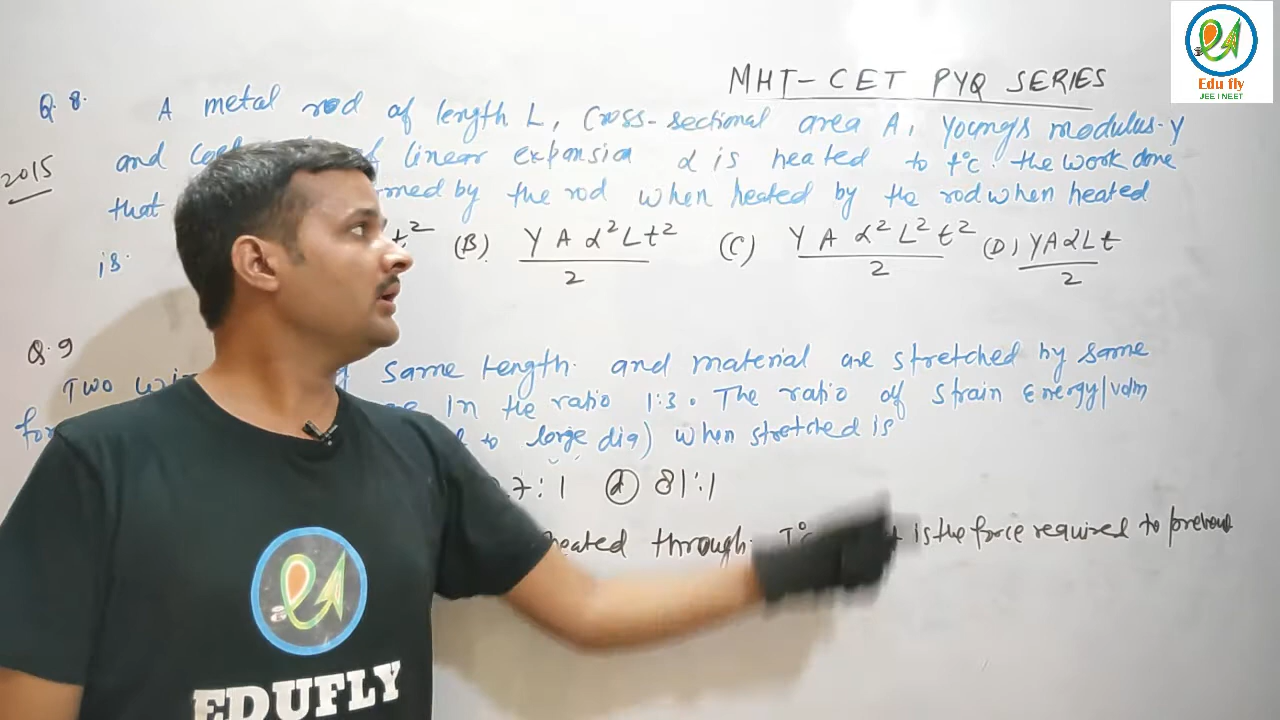 Edu fly
JEE I NEET
MHT-CET PYQ SERIES
Q.8. A metal rod of length L, Cross-sectional area A, Young's modulus-Y
2015
and linear expansion α is heated to t°C. the work done
that by the rod when heated by the rod when heated
is. t² (B) YAα²Lt²/2 (C) YAα²L²t²/2 (D) YAαLt/2
Q.9
Two same length. and material are stretched by same
in the ratio 1:3. The ratio of strain energy/volm
to large dia) when stretched is
7:1 (d) 81:1
heated through. T°C is the force required to prevent
EDUFLY